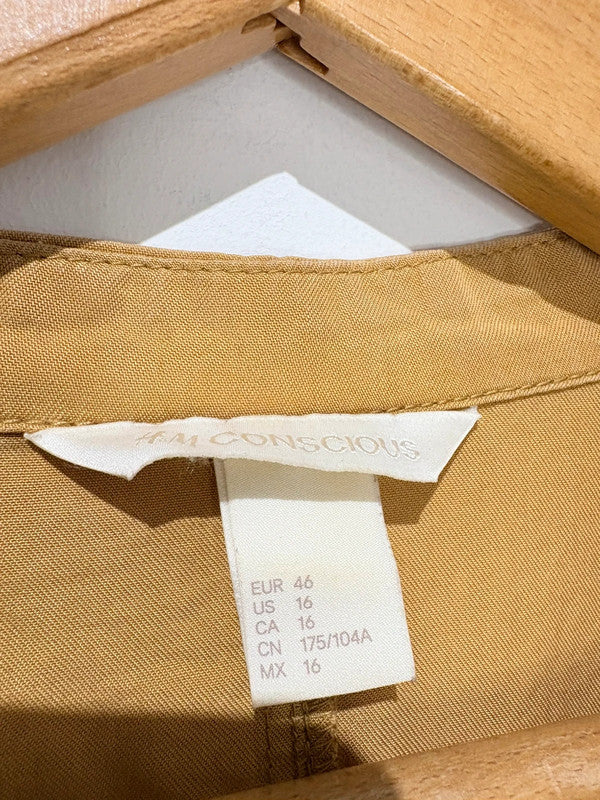 H&M CONSCIOUS
EUR 46
US 16
CA 16
CN 175/104A
MX 16